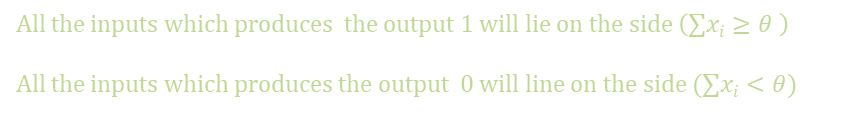 All the inputs which produces the output 1 will lie on the side (∑xᵢ ≥ θ )
All the inputs which produces the output 0 will line on the side (∑xᵢ < θ)